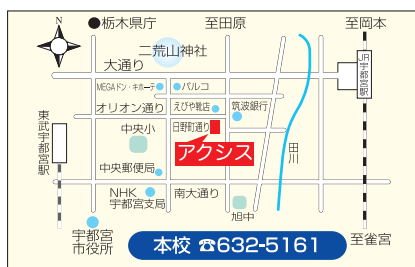 N
●栃木県庁
至田原
至岡本
二荒山神社
大通り
JR宇都宮駅
MEGAドン・キホーテ
パルコ
オリオン通り
えびや靴店
筑波銀行
東武宇都宮駅
中央小
日野町通り
田川
アクシス
中央郵便局
NHK
宇都宮支局
南大通り
旭中
宇都宮
市役所
至雀宮
本校 ☎632-5161